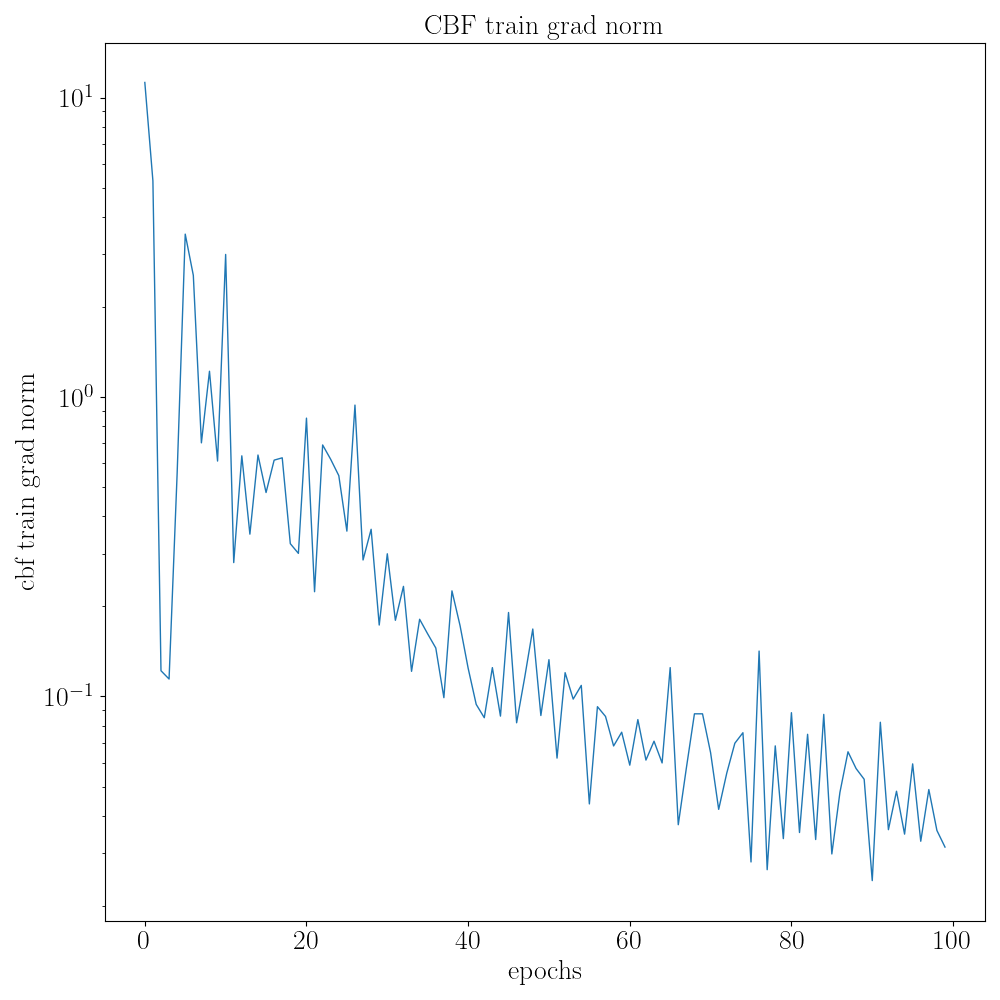 CBF train grad norm
cbf train grad norm
10^1
10^0
10^−1
0 20 40 60 80 100
epochs